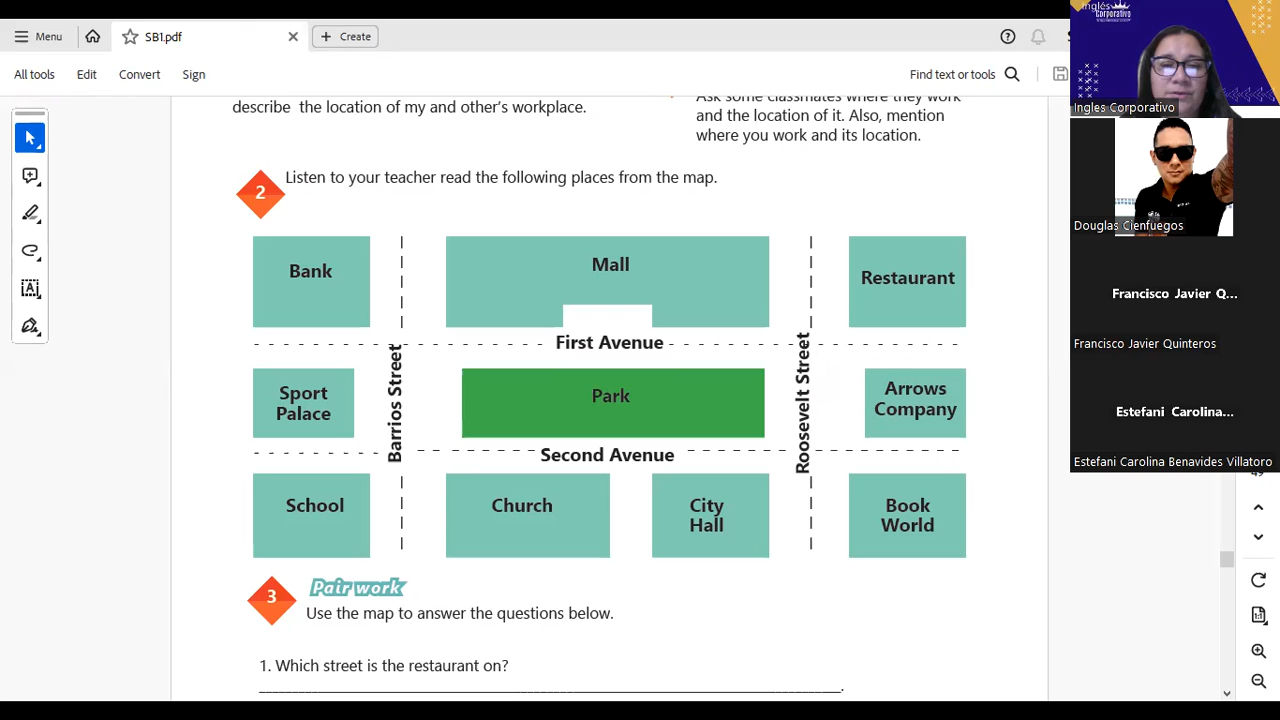 Menu
SB1.pdf
Create
All tools
Edit
Convert
Sign
Find text or tools
describe the location of my and other's workplace.
Ask some classmates where they work
and the location of it. Also, mention
where you work and its location.
2
Listen to your teacher read the following places from the map.
Bank
Mall
Restaurant
First Avenue
Barrios Street
Roosevelt Street
Sport
Palace
Park
Arrows
Company
Second Avenue
School
Church
City
Hall
Book
World
3
Pair work
Use the map to answer the questions below.
1. Which street is the restaurant on?
Inglés
corporativo
Ingles Corporativo
Douglas Cienfuegos
Francisco Javier Q...
Francisco Javier Quinteros
Estefani Carolina...
Estefani Carolina Benavides Villatoro